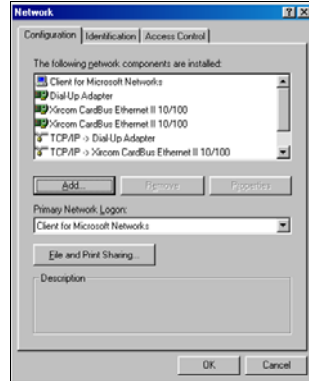 Network
Configuration Identification Access Control
The following network components are installed:
Client for Microsoft Networks
Dial-Up Adapter
Xircom CardBus Ethernet II 10/100
Xircom CardBus Ethernet II 10/100
TCP/IP -> Dial-Up Adapter
TCP/IP -> Xircom CardBus Ethernet II 10/100
Add... Remove Properties
Primary Network Logon:
Client for Microsoft Networks
File and Print Sharing...
Description
OK Cancel